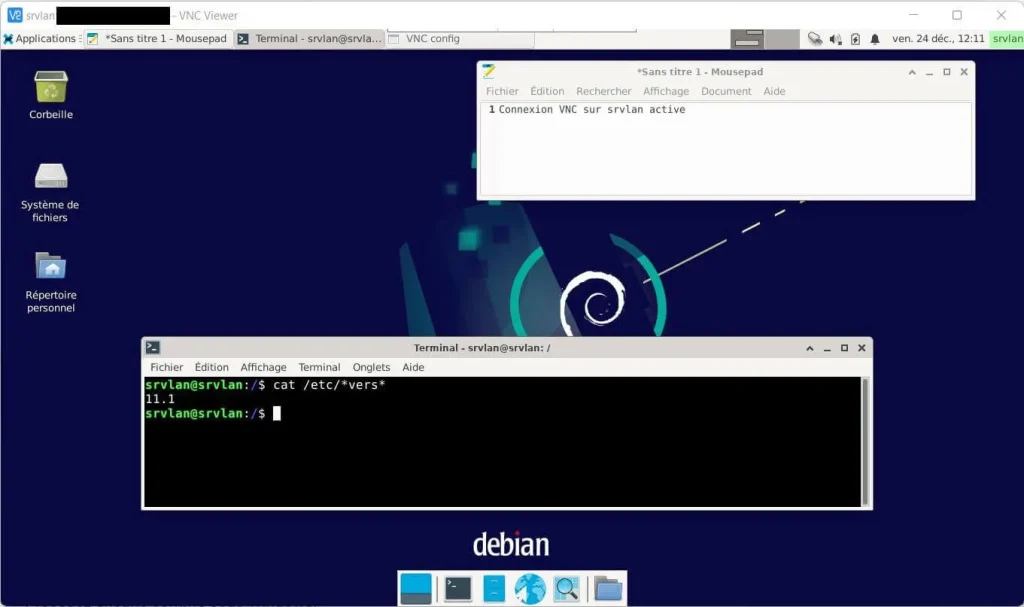 srvlan - VNC Viewer
Applications *Sans titre 1 - Mousepad Terminal - srvlan@srvla... VNC config ven. 24 déc., 12:11 srvlan
Corbeille
Système de
fichiers
Répertoire
personnel
*Sans titre 1 - Mousepad
Fichier Édition Rechercher Affichage Document Aide
1 Connexion VNC sur srvlan active
Terminal - srvlan@srvlan: /
Fichier Édition Affichage Terminal Onglets Aide
srvlan@srvlan:/$ cat /etc/*vers*
11.1
srvlan@srvlan:/$
debian